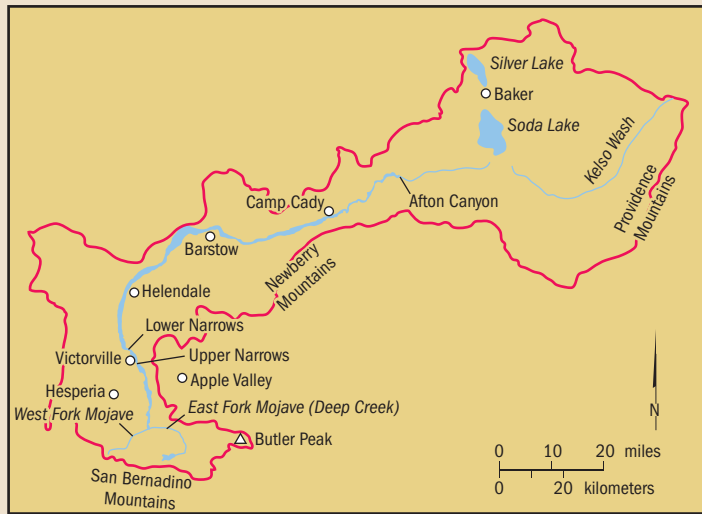 Silver Lake
Baker
Soda Lake
Kelso Wash
Providence
Mountains
Camp Cady
Afton Canyon
Barstow
Newberry
Mountains
Helendale
Lower Narrows
Victorville
Upper Narrows
Apple Valley
Hesperia
West Fork Mojave
East Fork Mojave (Deep Creek)
Butler Peak
San Bernadino
Mountains
N
0 10 20 miles
0 20 kilometers